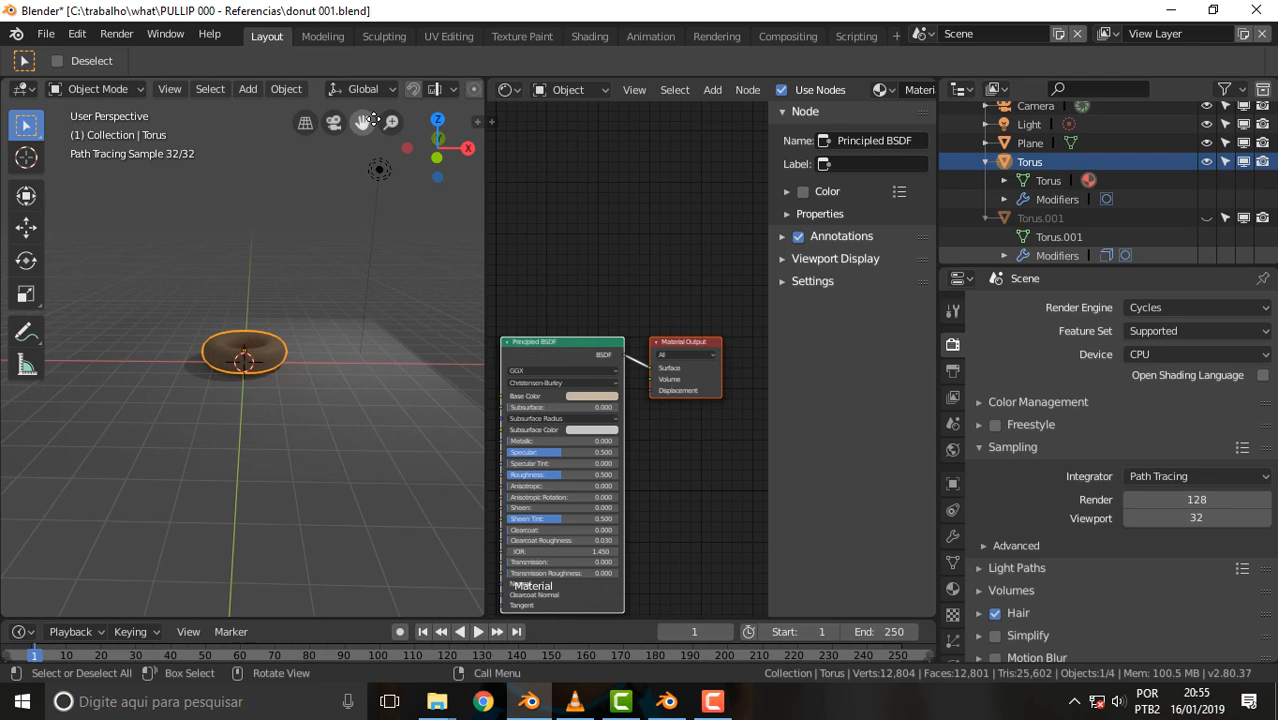 Blender* [C:\trabalho\what\PULLIP 000 - Referencias\donut 001.blend]
File Edit Render Window Help Layout Modeling Sculpting UV Editing Texture Paint Shading Animation Rendering Compositing Scripting Scene View Layer
Deselect
Object Mode View Select Add Object Global Object View Select Add Node Use Nodes Materi
User Perspective
(1) Collection | Torus
Path Tracing Sample 32/32
Z
X
Principled BSDF
BSDF
GGX
Christensen-Burley
Base Color
Subsurface: 0.000
Subsurface Radius
Subsurface Color
Metallic: 0.000
Specular: 0.500
Specular Tint: 0.000
Roughness: 0.500
Anisotropic: 0.000
Anisotropic Rotation: 0.000
Sheen: 0.000
Sheen Tint: 0.500
Clearcoat: 0.000
Clearcoat Roughness: 0.030
IOR: 1.450
Transmission: 0.000
Transmission Roughness: 0.000
Material
Clearcoat Normal
Tangent
Material Output
All
Surface
Volume
Displacement
Node
Name: Principled BSDF
Label:
Color
Properties
Annotations
Viewport Display
Settings
Camera
Light
Plane
Torus
Torus
Modifiers
Torus.001
Torus.001
Modifiers
Scene
Render Engine Cycles
Feature Set Supported
Device CPU
Open Shading Language
Color Management
Freestyle
Sampling
Integrator Path Tracing
Render 128
Viewport 32
Advanced
Light Paths
Volumes
Hair
Simplify
Motion Blur
Playback Keying View Marker 1 Start: 1 End: 250
1 10 20 30 40 50 60 70 80 90 100 110 120 130 140 150 160 170 180 190 200 210 220 230 240 250
Select or Deselect All Box Select Rotate View Call Menu Collection | Torus | Verts:12,804 | Faces:12,801 | Tris:25,602 | Objects:1/4 | Mem: 100.5 MB | v2.80.37
Digite aqui para pesquisar
POR
PTB2
20:55
16/01/2019